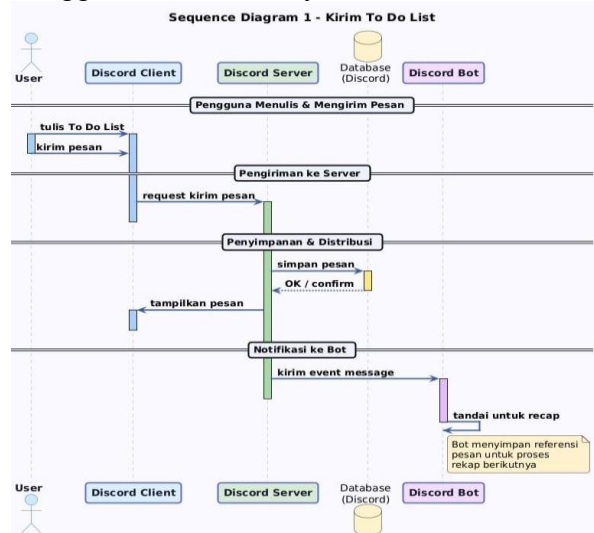 Sequence Diagram 1 - Kirim To Do List
User
Discord Client
Discord Server
Database
(Discord)
Discord Bot
Pengguna Menulis & Mengirim Pesan
tulis To Do List
kirim pesan
Pengiriman ke Server
request kirim pesan
Penyimpanan & Distribusi
simpan pesan
OK / confirm
tampilkan pesan
Notifikasi ke Bot
kirim event message
tandai untuk recap
Bot menyimpan referensi
pesan untuk proses
rekap berikutnya
User
Discord Client
Discord Server
Database
(Discord)
Discord Bot